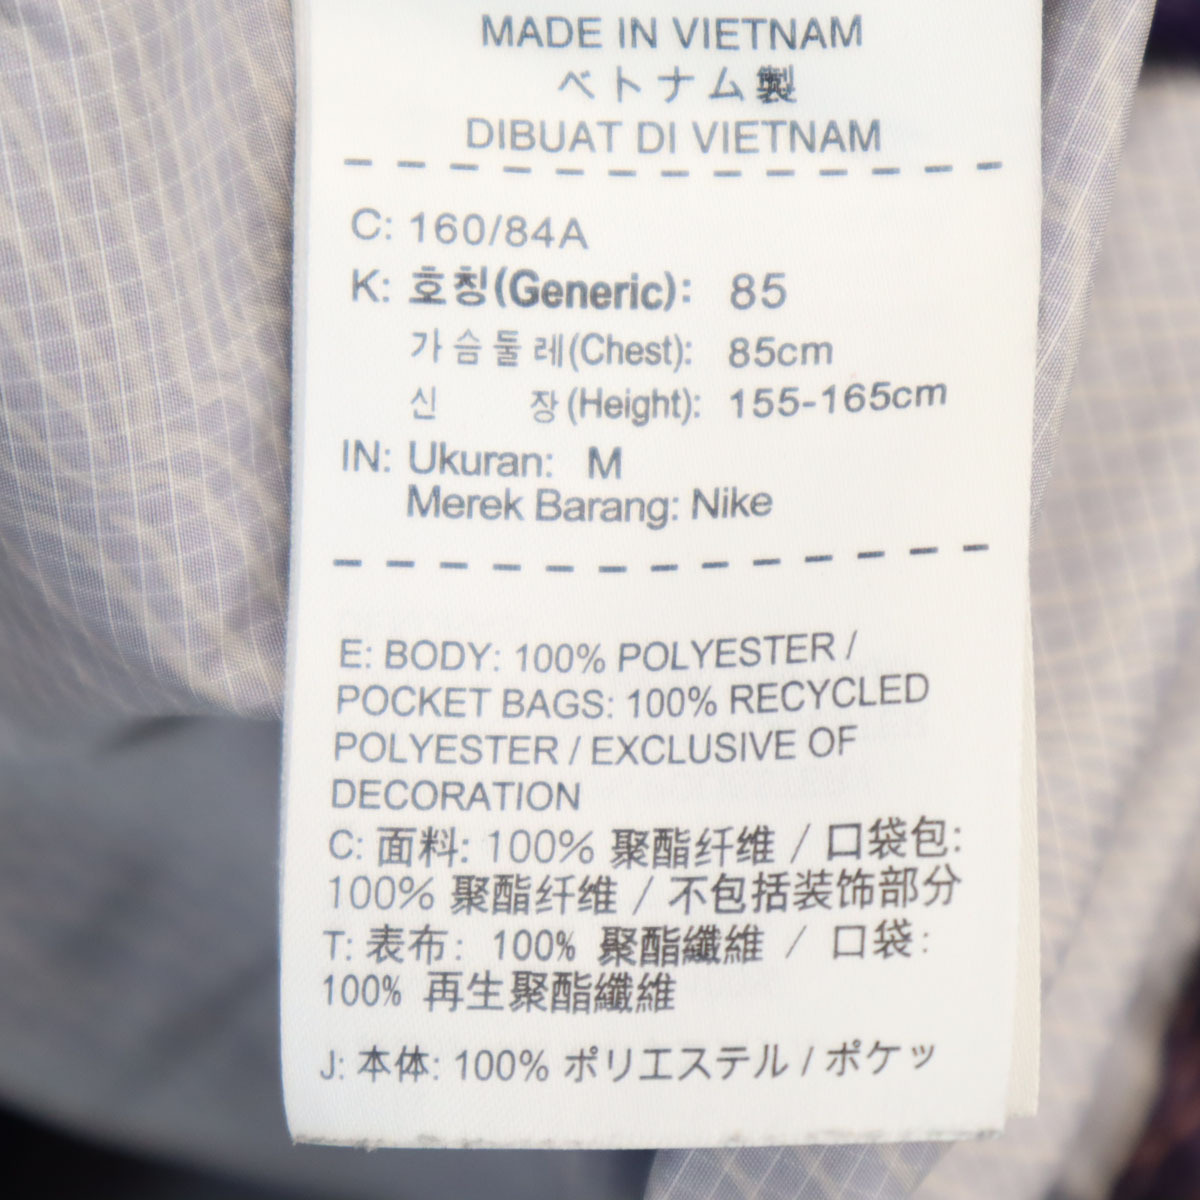 MADE IN VIETNAM
ベトナム製
DIBUAT DI VIETNAM
C: 160/84A
K: 호칭(Generic): 85
가슴둘레(Chest): 85cm
신 장(Height): 155-165cm
IN: Ukuran: M
Merek Barang: Nike
E: BODY: 100% POLYESTER /
POCKET BAGS: 100% RECYCLED
POLYESTER / EXCLUSIVE OF
DECORATION
C: 面料: 100% 聚酯纤维 / 口袋包:
100% 聚酯纤维 / 不包括装饰部分
T: 表布: 100% 聚酯纖維 / 口袋:
100% 再生聚酯纖維
J: 本体: 100% ポリエステル / ポケッ